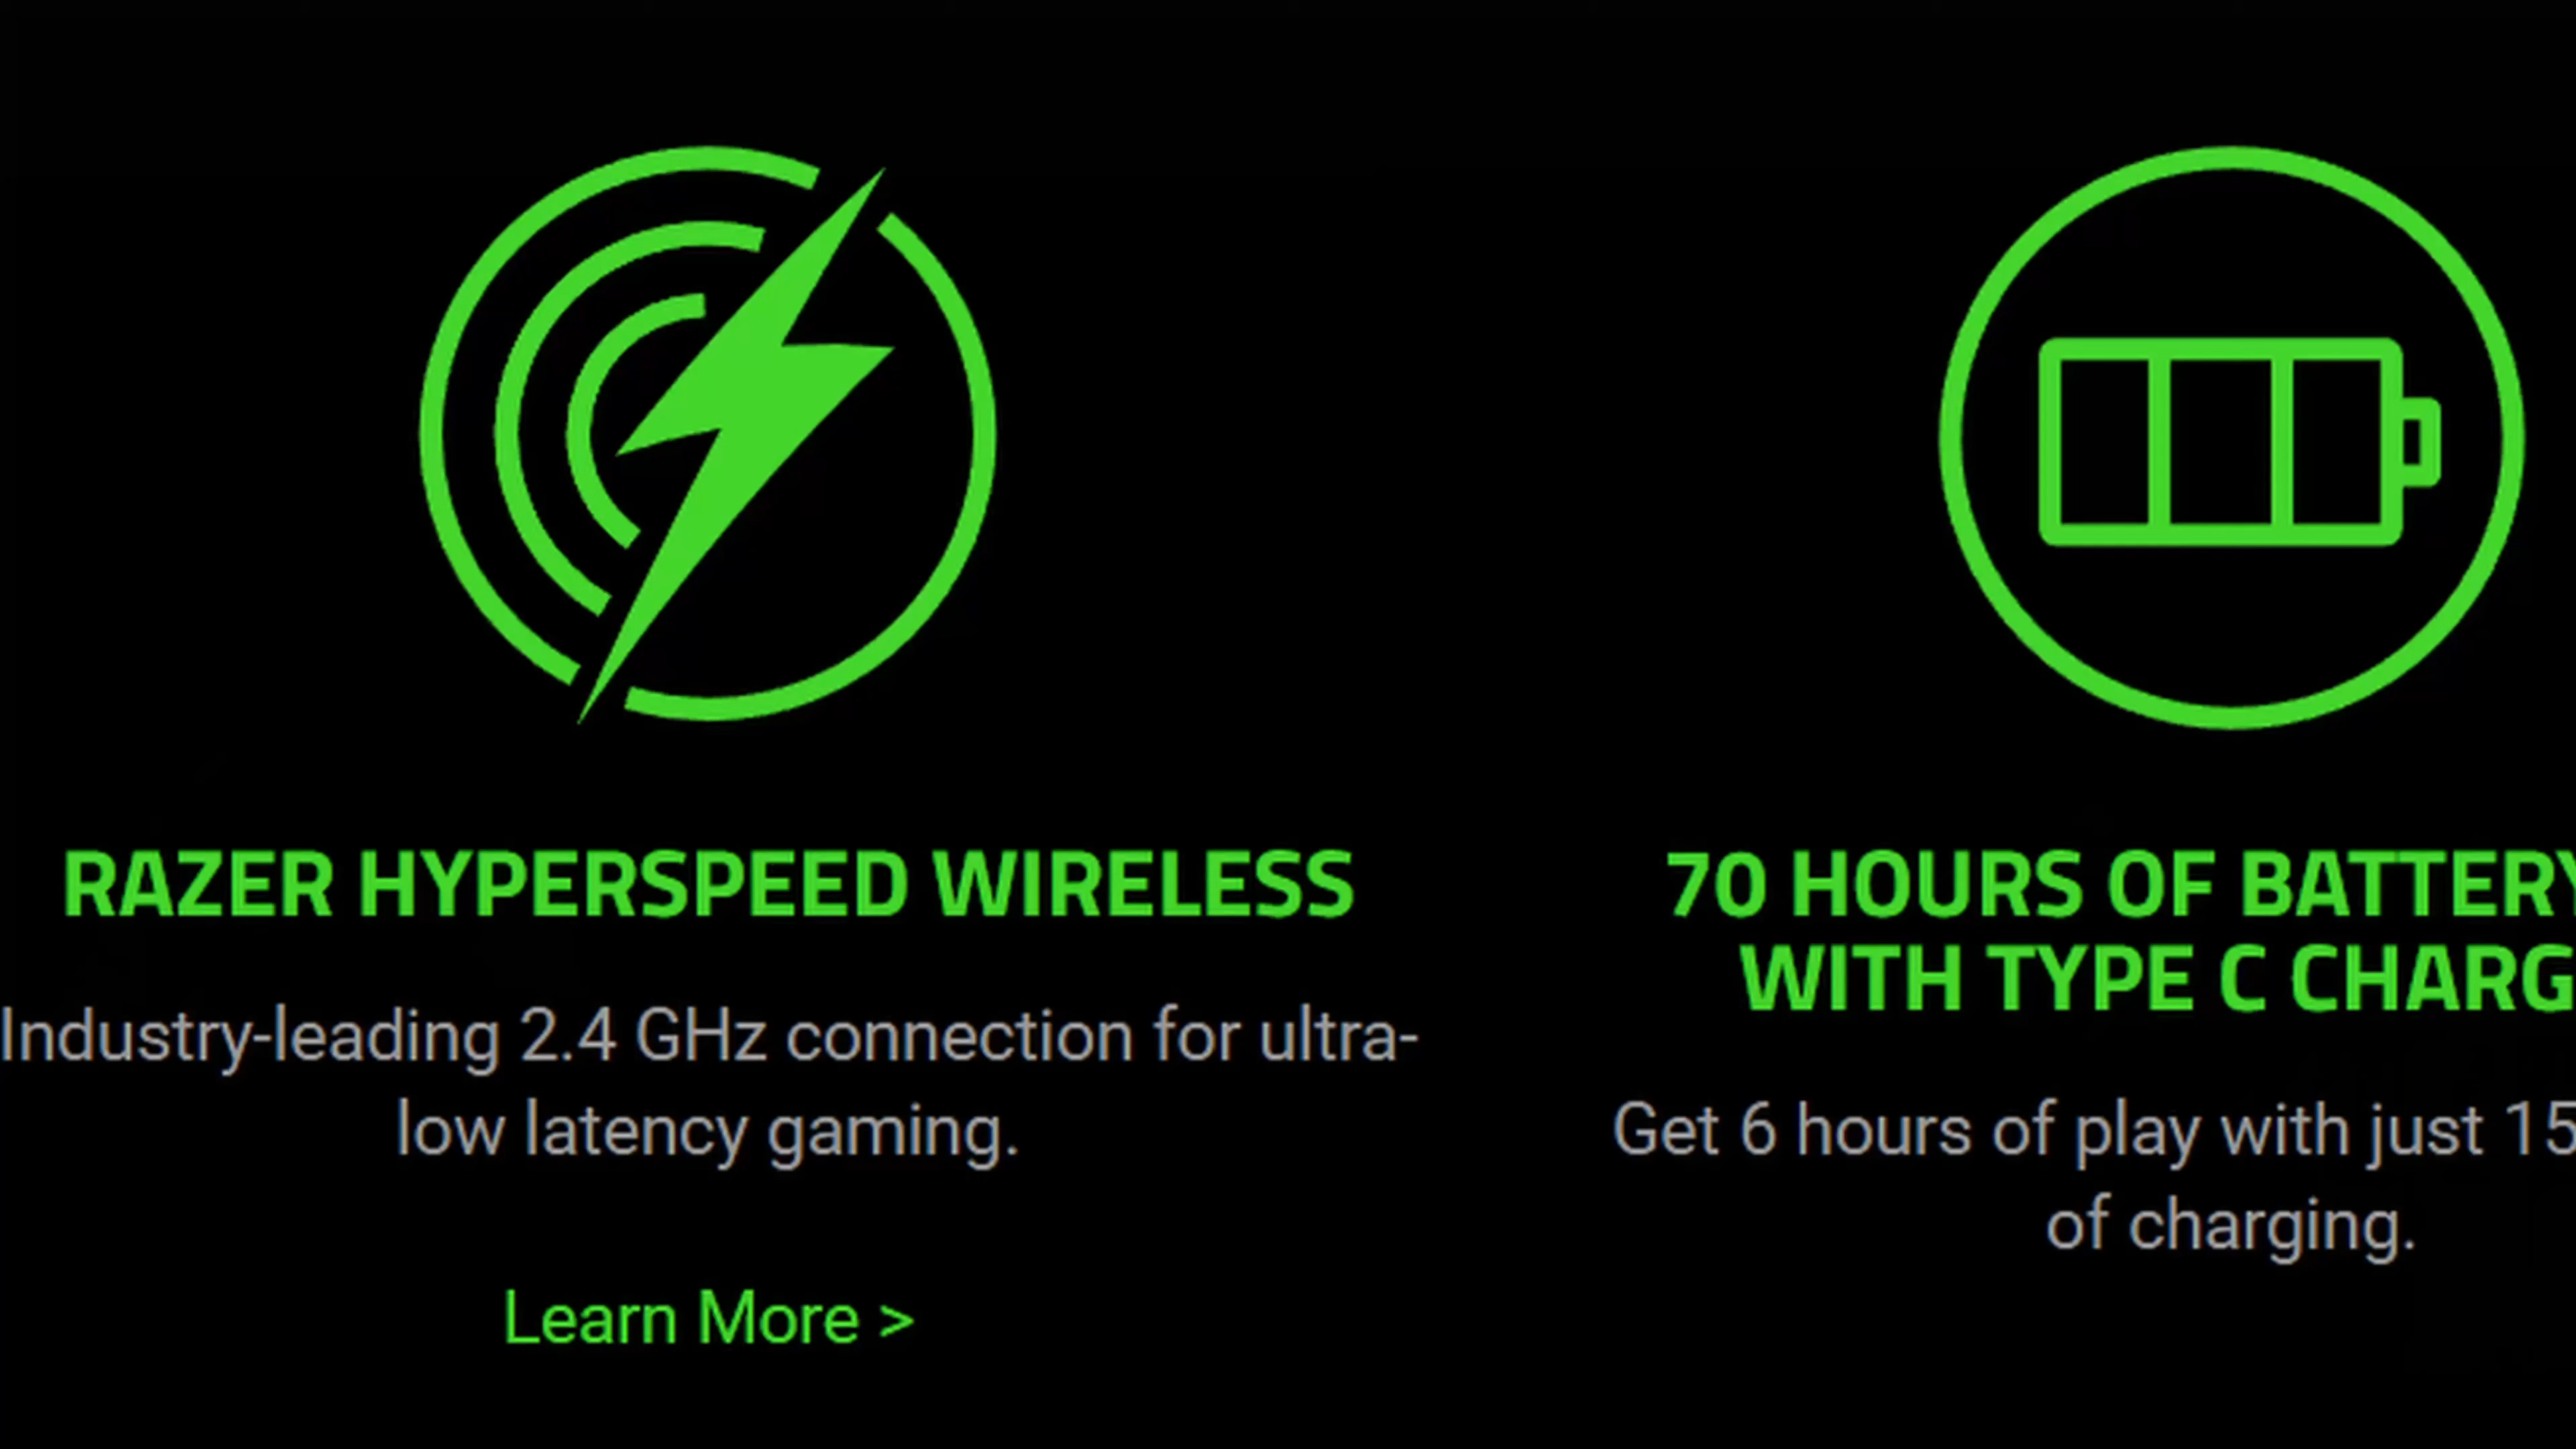 RAZER HYPERSPEED WIRELESS
Industry-leading 2.4 GHz connection for ultra-
low latency gaming.
Learn More >
70 HOURS OF BATTERY
WITH TYPE C CHARG
Get 6 hours of play with just 15
of charging.